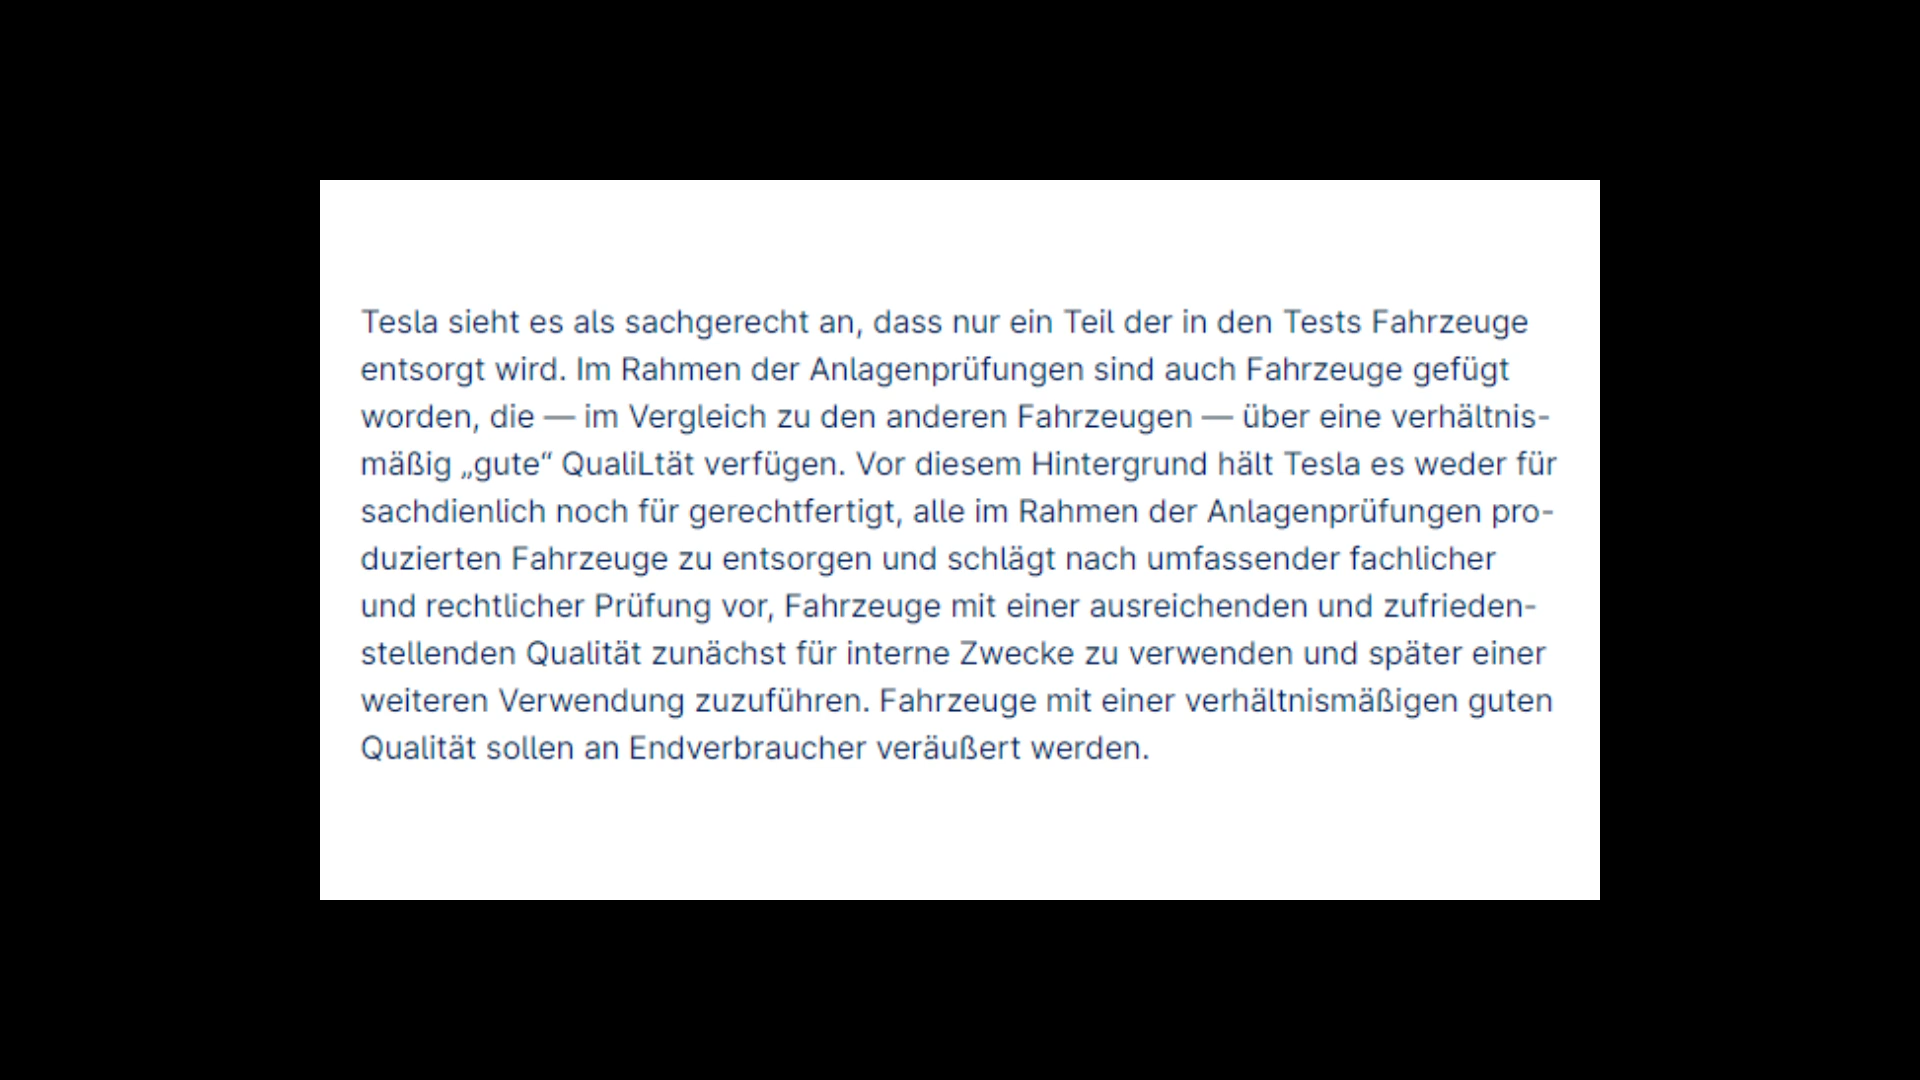 Tesla sieht es als sachgerecht an, dass nur ein Teil der in den Tests Fahrzeuge
entsorgt wird. Im Rahmen der Anlagenprüfungen sind auch Fahrzeuge gefügt
worden, die — im Vergleich zu den anderen Fahrzeugen — über eine verhältnis-
mäßig „gute“ QualiLtät verfügen. Vor diesem Hintergrund hält Tesla es weder für
sachdienlich noch für gerechtfertigt, alle im Rahmen der Anlagenprüfungen pro-
duzierten Fahrzeuge zu entsorgen und schlägt nach umfassender fachlicher
und rechtlicher Prüfung vor, Fahrzeuge mit einer ausreichenden und zufrieden-
stellenden Qualität zunächst für interne Zwecke zu verwenden und später einer
weiteren Verwendung zuzuführen. Fahrzeuge mit einer verhältnismäßigen guten
Qualität sollen an Endverbraucher veräußert werden.